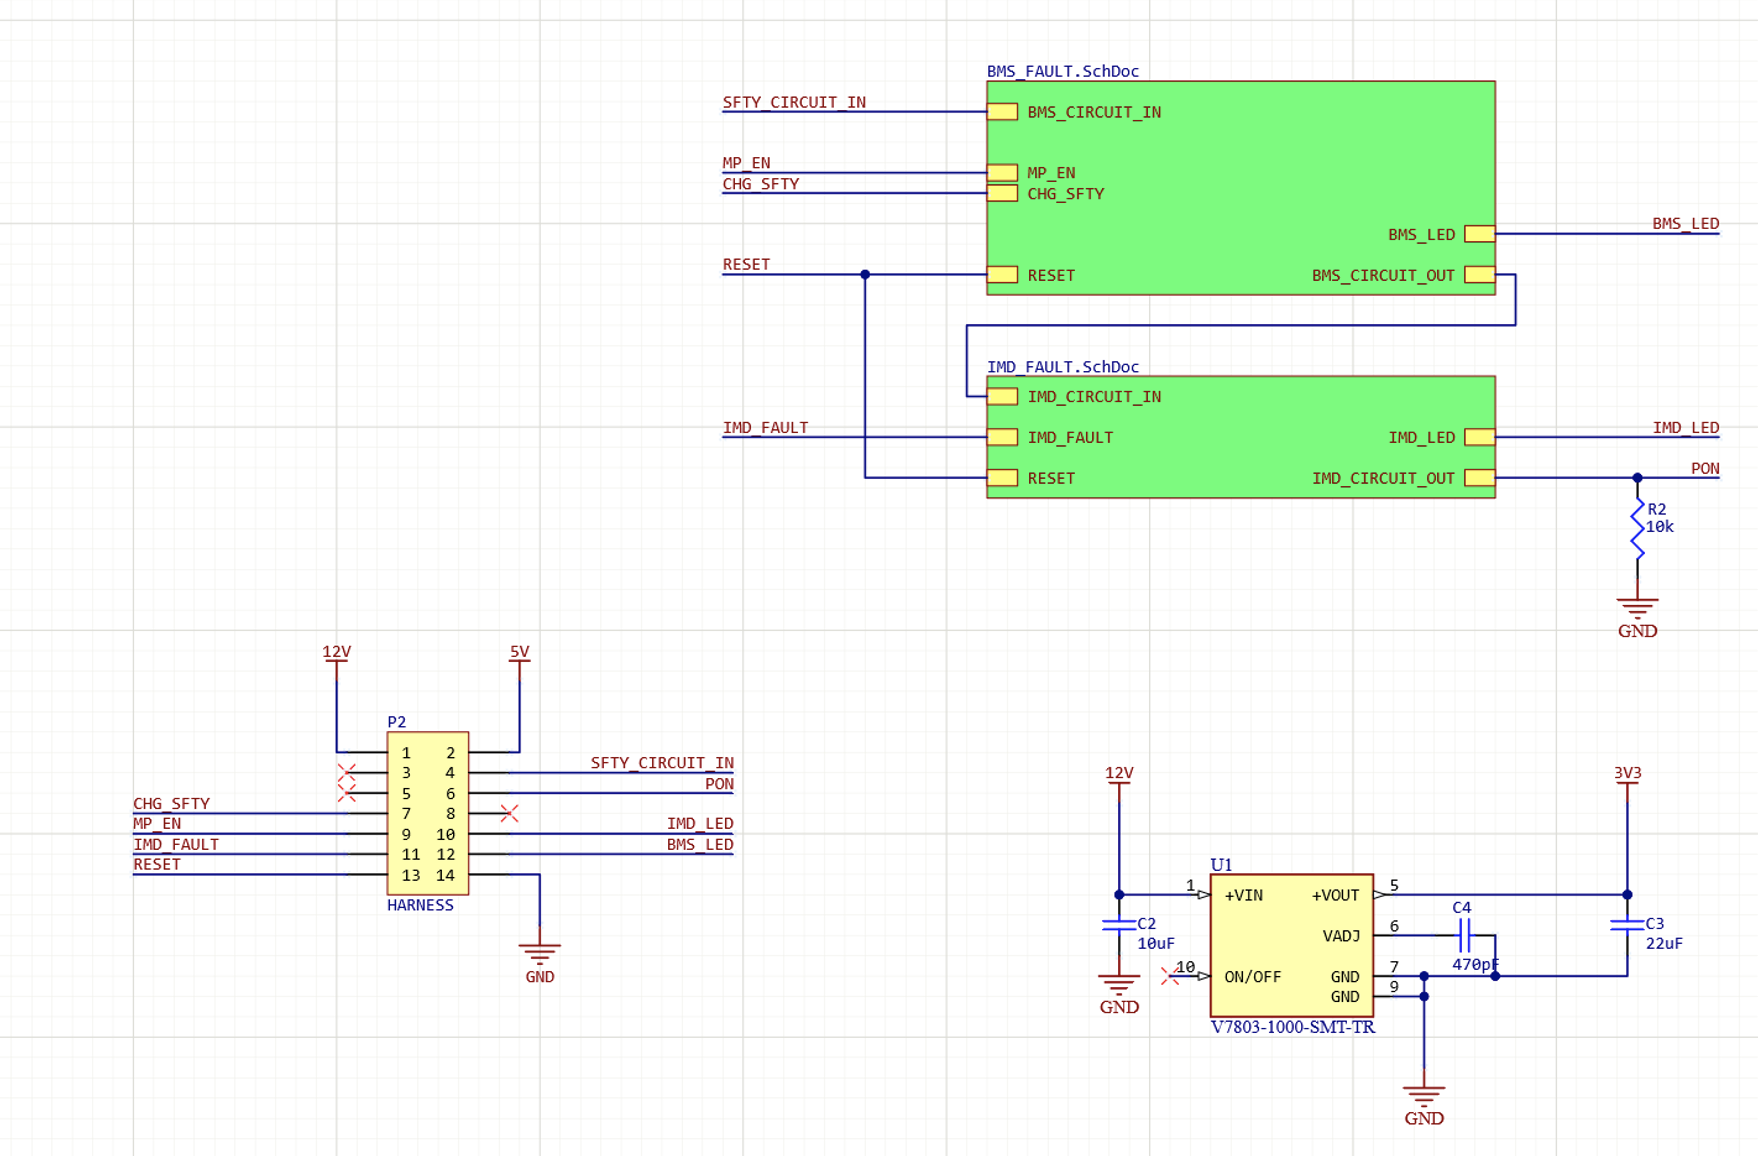 BMS_FAULT.SchDoc
SFTY_CIRCUIT_IN
BMS_CIRCUIT_IN
MP_EN
MP_EN
CHG_SFTY
CHG_SFTY
BMS_LED
BMS_LED
RESET
RESET
BMS_CIRCUIT_OUT
IMD_FAULT.SchDoc
IMD_CIRCUIT_IN
IMD_FAULT
IMD_FAULT
IMD_LED
IMD_LED
RESET
IMD_CIRCUIT_OUT
PON
R2
10k
GND
12V
5V
P2
1 2
3 4
5 6
7 8
9 10
11 12
13 14
HARNESS
SFTY_CIRCUIT_IN
PON
CHG_SFTY
MP_EN
IMD_FAULT
RESET
IMD_LED
BMS_LED
GND
12V
3V3
U1
1
+VIN
+VOUT
5
C2
10uF
GND
VADJ
6
C4
470pF
C3
22uF
10
ON/OFF
GND
7
GND
9
V7803-1000-SMT-TR
GND